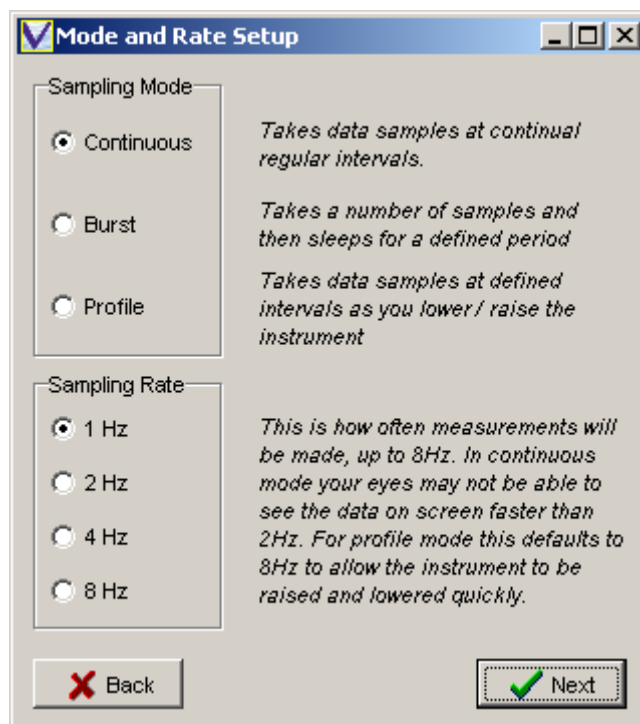 Mode and Rate Setup
Sampling Mode
Continuous
Takes data samples at continual
regular intervals.
Burst
Takes a number of samples and
then sleeps for a defined period
Profile
Takes data samples at defined
intervals as you lower / raise the
instrument
Sampling Rate
1 Hz
2 Hz
4 Hz
8 Hz
This is how often measurements will
be made, up to 8Hz. In continuous
mode your eyes may not be able to
see the data on screen faster than
2Hz. For profile mode this defaults to
8Hz to allow the instrument to be
raised and lowered quickly.
Back
Next